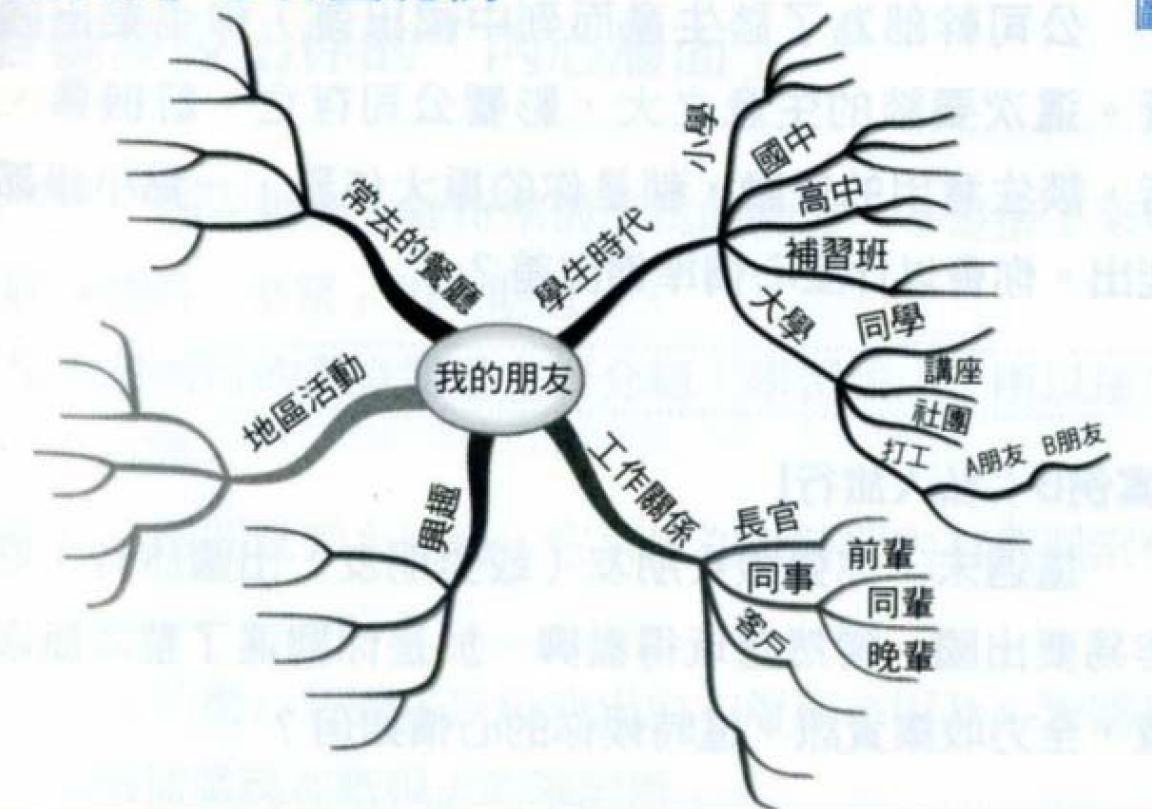 我的朋友
學生時代
小學
國中
高中
補習班
大學
同學
講座
社團
打工
A朋友 B朋友
工作關係
長官
同事
前輩
同輩
晚輩
客戶
興趣
地區活動
常去的餐廳